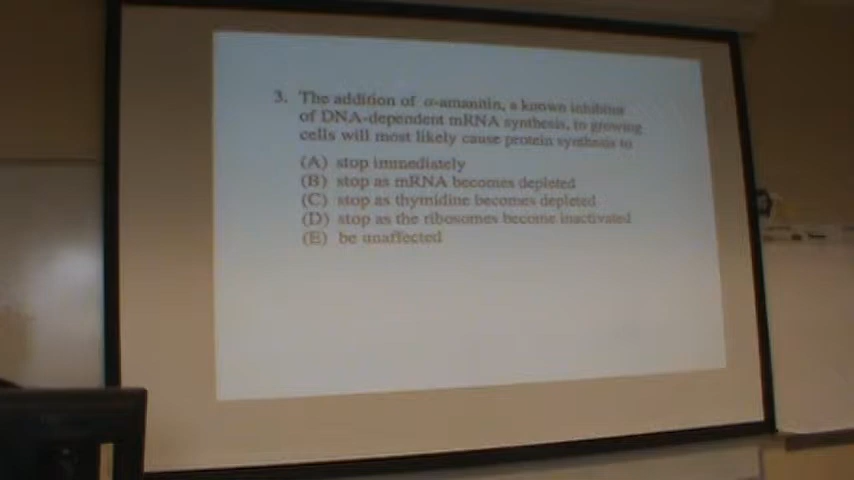 3. The addition of α-amanitin, a known inhibitor
of DNA-dependent mRNA synthesis, to growing
cells will most likely cause protein synthesis to
(A) stop immediately
(B) stop as mRNA becomes depleted
(C) stop as thymidine becomes depleted
(D) stop as the ribosomes become inactivated
(E) be unaffected